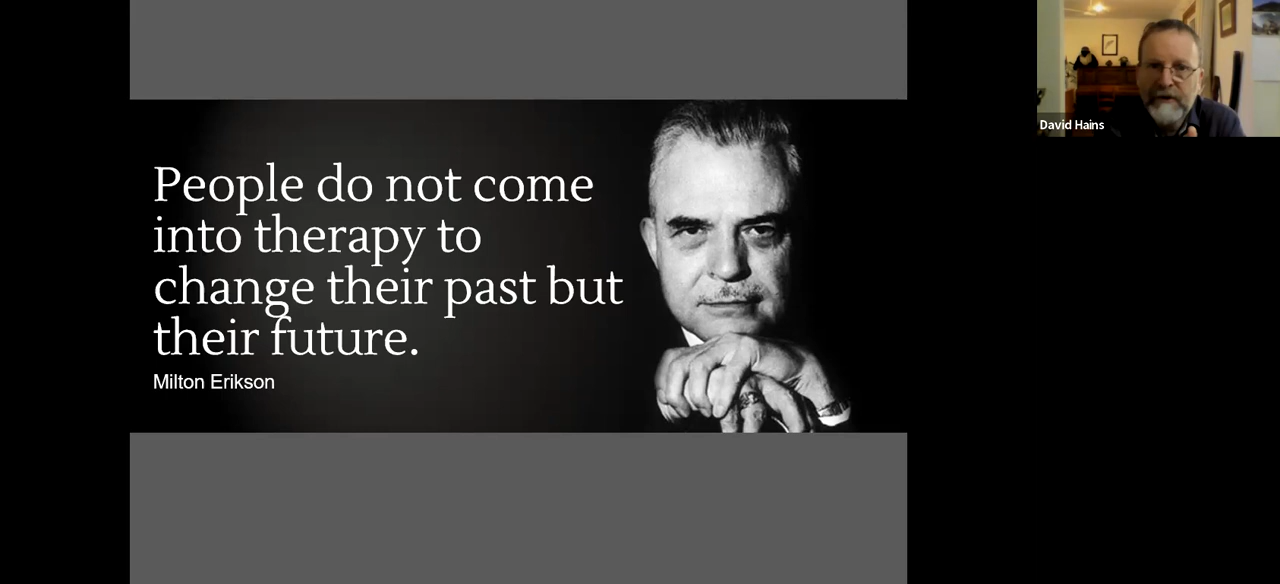 People do not come
into therapy to
change their past but
their future.
Milton Erikson
David Hains